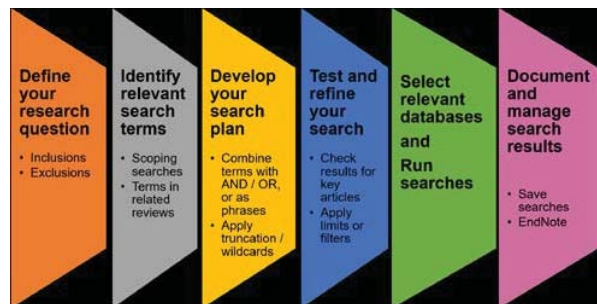 Define
your
research
question
• Inclusions
• Exclusions
Identify
relevant
search
terms
• Scoping
searches
• Terms in
related
reviews
Develop
your
search
plan
• Combine
terms with
AND / OR,
or as
phrases
• Apply
truncation /
wildcards
Test and
refine
your
search
• Check
results for
key
articles
• Apply
limits or
filters
Select
relevant
databases
and
Run
searches
Document
and
manage
search
results
• Save
searches
• EndNote